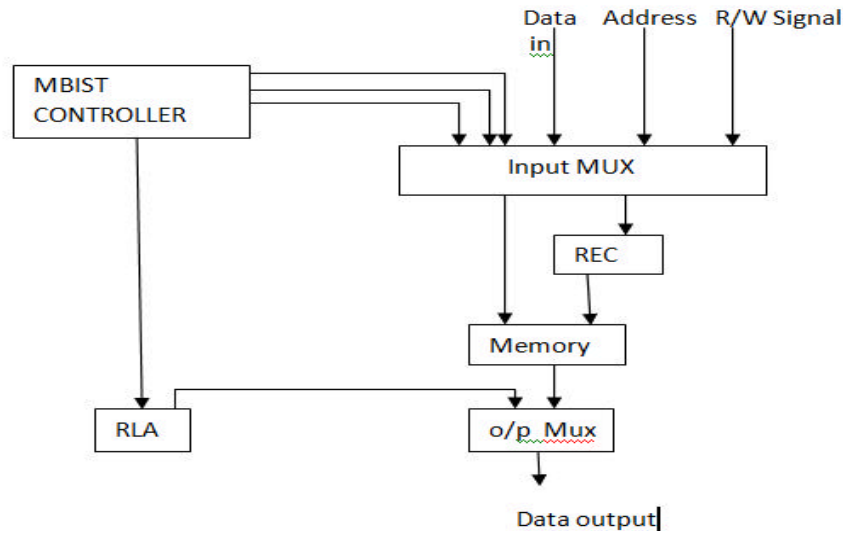 Data in
Address
R/W Signal
MBIST
CONTROLLER
Input MUX
REC
Memory
RLA
o/p Mux
Data output